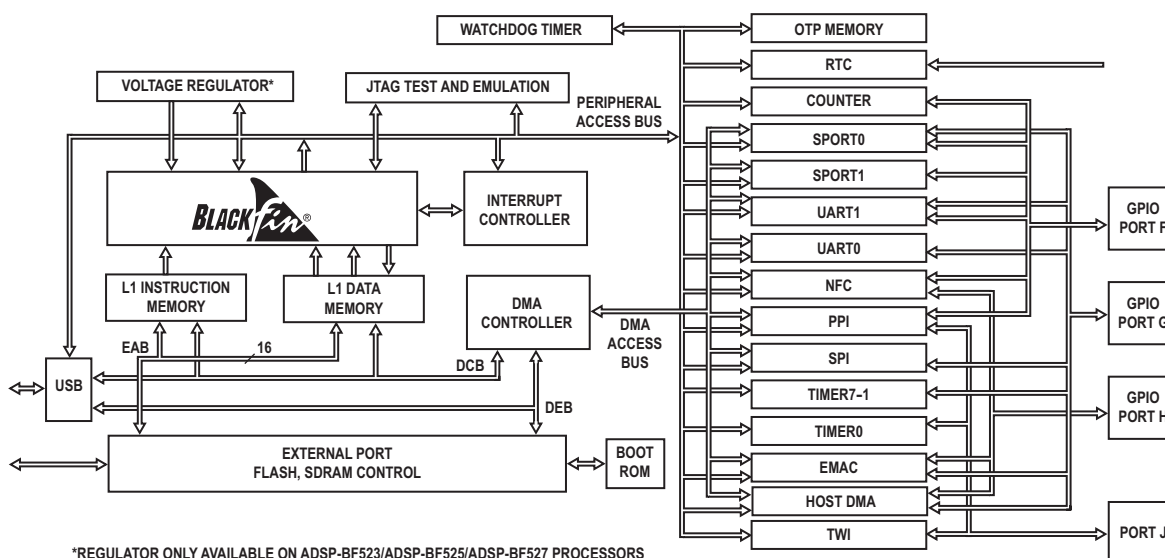 WATCHDOG TIMER
OTP MEMORY
RTC
VOLTAGE REGULATOR*
JTAG TEST AND EMULATION
PERIPHERAL
ACCESS BUS
COUNTER
SPORT0
SPORT1
BLACKfin®
INTERRUPT
CONTROLLER
UART1
GPIO
PORT F
UART0
L1 INSTRUCTION
MEMORY
L1 DATA
MEMORY
DMA
CONTROLLER
NFC
GPIO
PORT G
PPI
DMA
ACCESS
BUS
EAB
16
DCB
SPI
USB
TIMER7-1
GPIO
PORT H
DEB
TIMER0
EXTERNAL PORT
FLASH, SDRAM CONTROL
BOOT
ROM
EMAC
HOST DMA
TWI
PORT J
*REGULATOR ONLY AVAILABLE ON ADSP-BF523/ADSP-BF525/ADSP-BF527 PROCESSORS